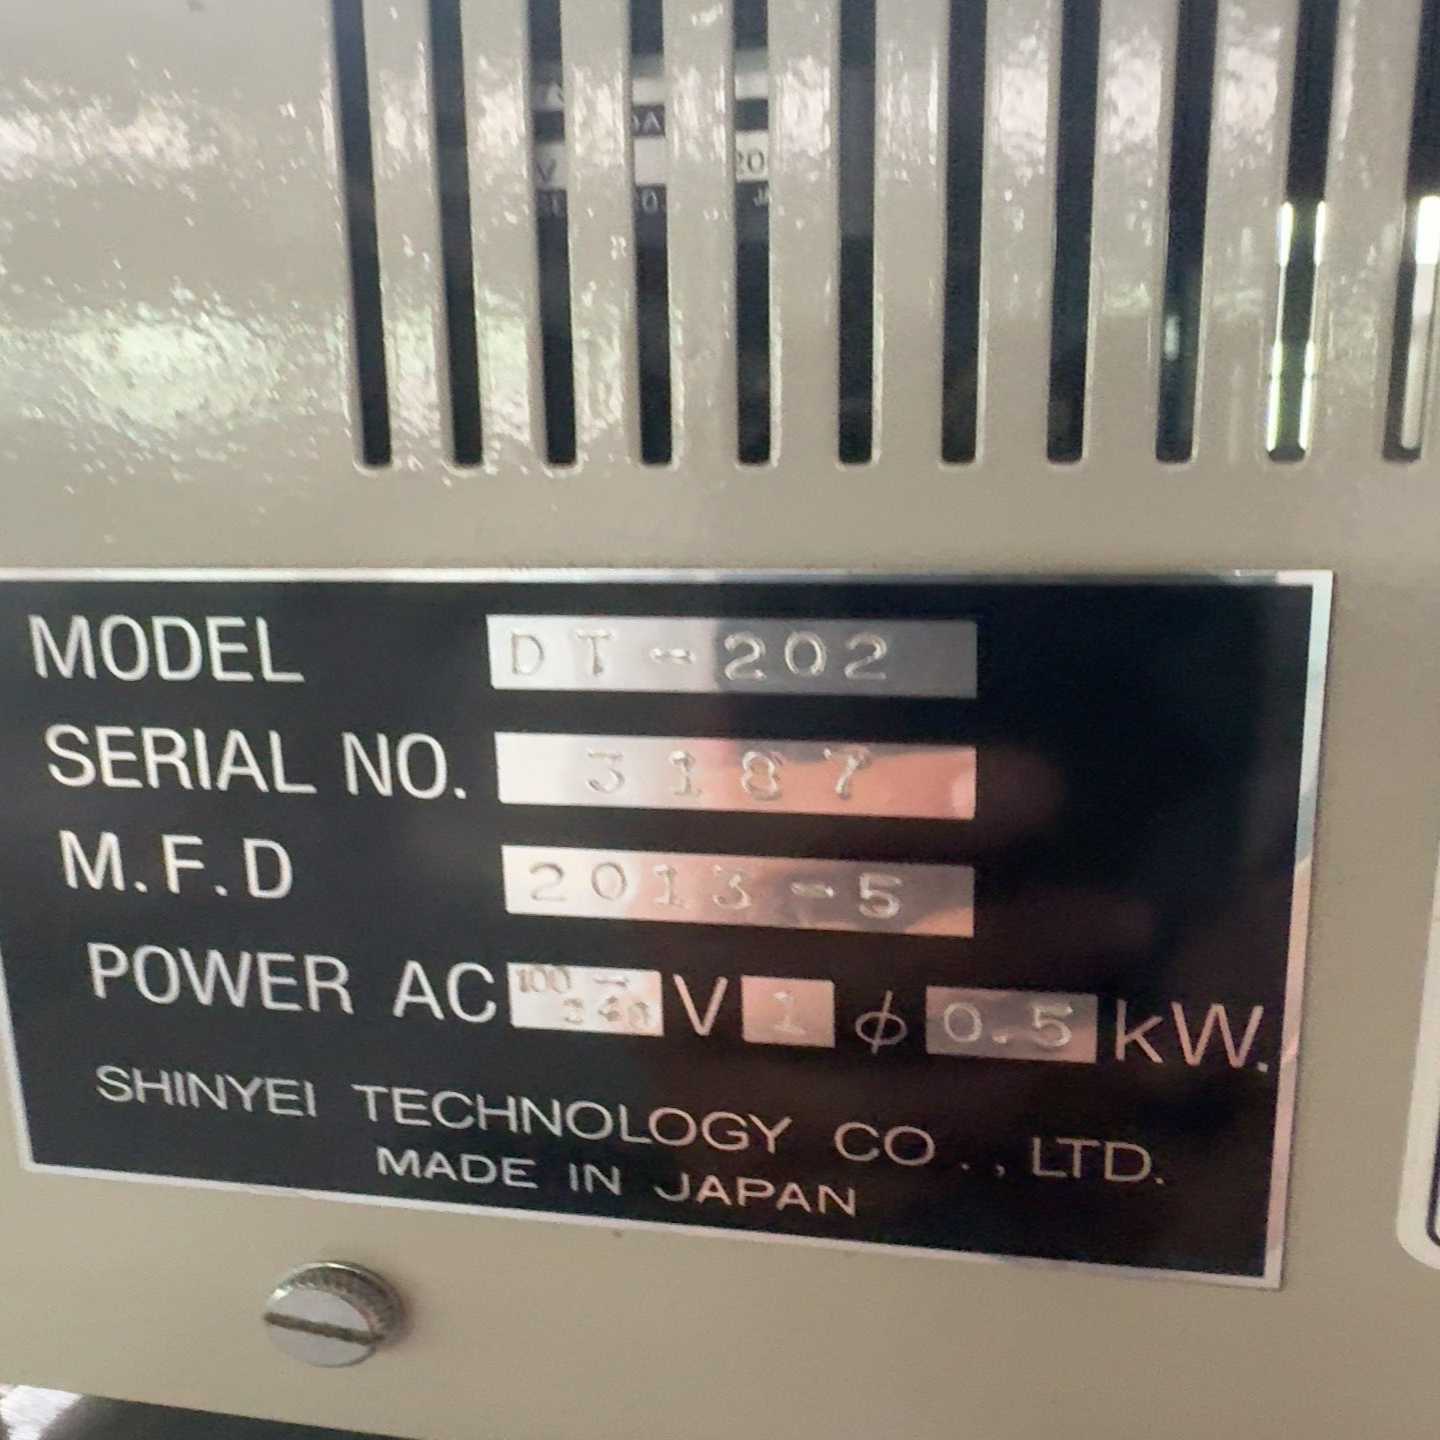 MODEL DT-202
SERIAL NO. 3187
M.F.D 2013-5
POWER AC 100~240 V 1 ϕ 0.5 kW.
SHINYEI TECHNOLOGY CO., LTD.
MADE IN JAPAN